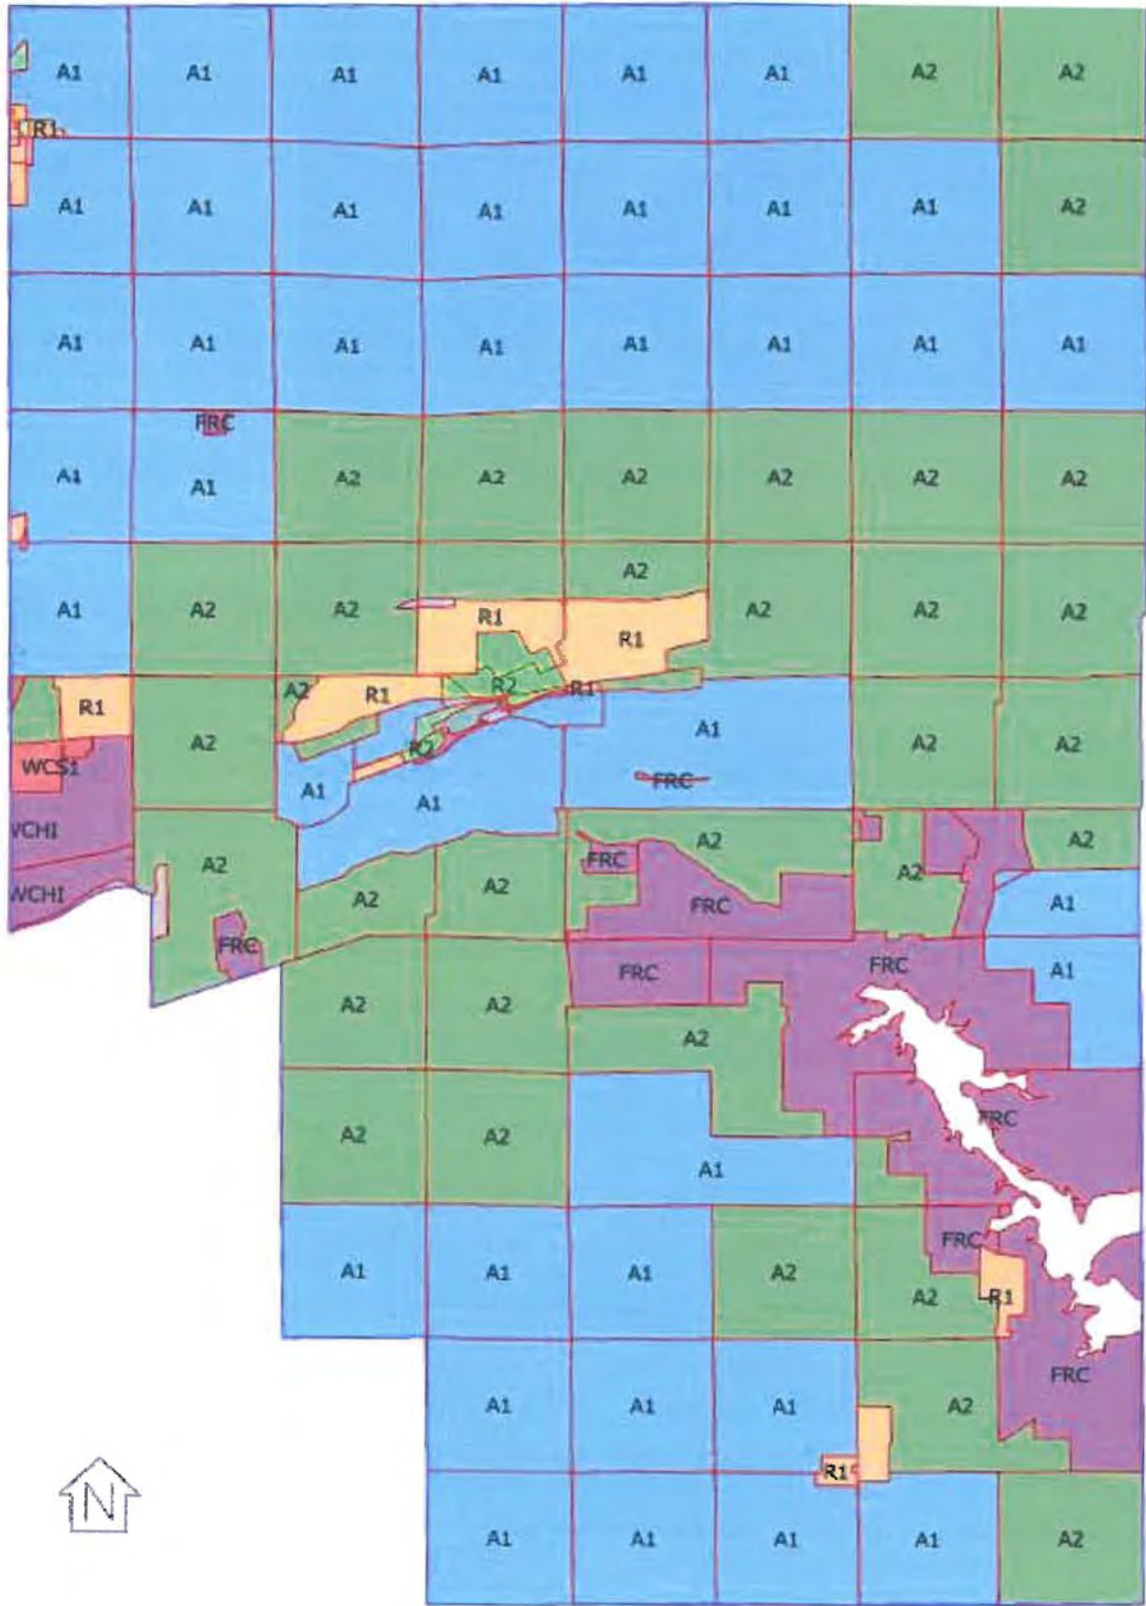 A1 A1 A1 A1 A1 A1 A2 A2
R1
A1 A1 A1 A1 A1 A1 A1 A2
A1 A1 A1 A1 A1 A1 A1 A1
FRC
A1 A1 A2 A2 A2 A2 A2 A2
A2
A1 A2 A2 R1 R1 A2 A2 A2
R1 A2 R1 R2 R1
A2 R2 A1 A2 A2
WCS1 FRC
A1 A1
WCHI A2 FRC A2 A2 A2
WCHI A2 A2 FRC A1
FRC
FRC FRC A1
A2 A2 A2
A2 A2 FRC
A1
A1 A1 A1 A2 FRC
A2 R1
FRC
A1 A1 A1 A2
R1
N
A1 A1 A1 A1 A2